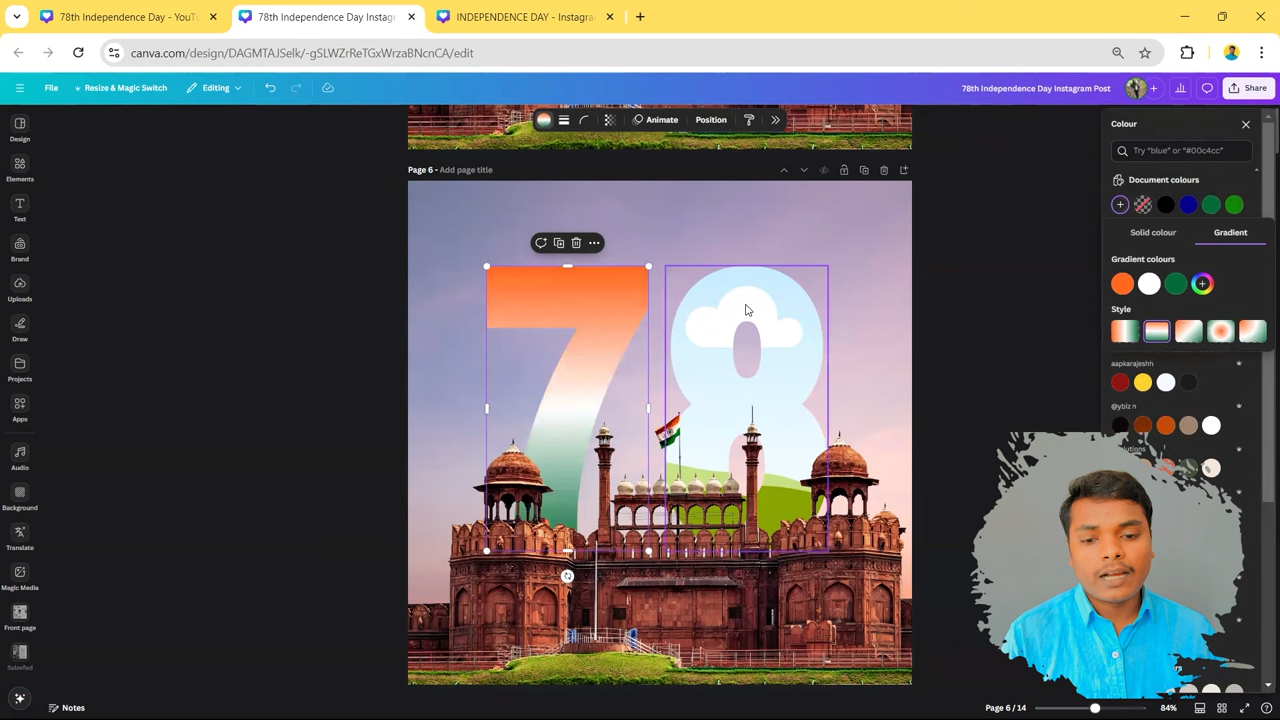 78th Independence Day - YouT
78th Independence Day Instagra
INDEPENDENCE DAY - Instagra
canva.com/design/DAGMTAJSelk/-gSLWZrReTGxWrzaBNcnCA/edit
File
Resize & Magic Switch
Editing
78th Independence Day Instagram Post
Share
Animate
Position
Design
Elements
Text
Brand
Uploads
Draw
Projects
Apps
Audio
Background
Translate
Magic Media
Front page
Page 6 - Add page title
78
Colour
Try "blue" or "#00c4cc"
Document colours
Solid colour
Gradient
Gradient colours
Style
aapkarajeshh
@ybiz n
Notes
Page 6 / 14
84%